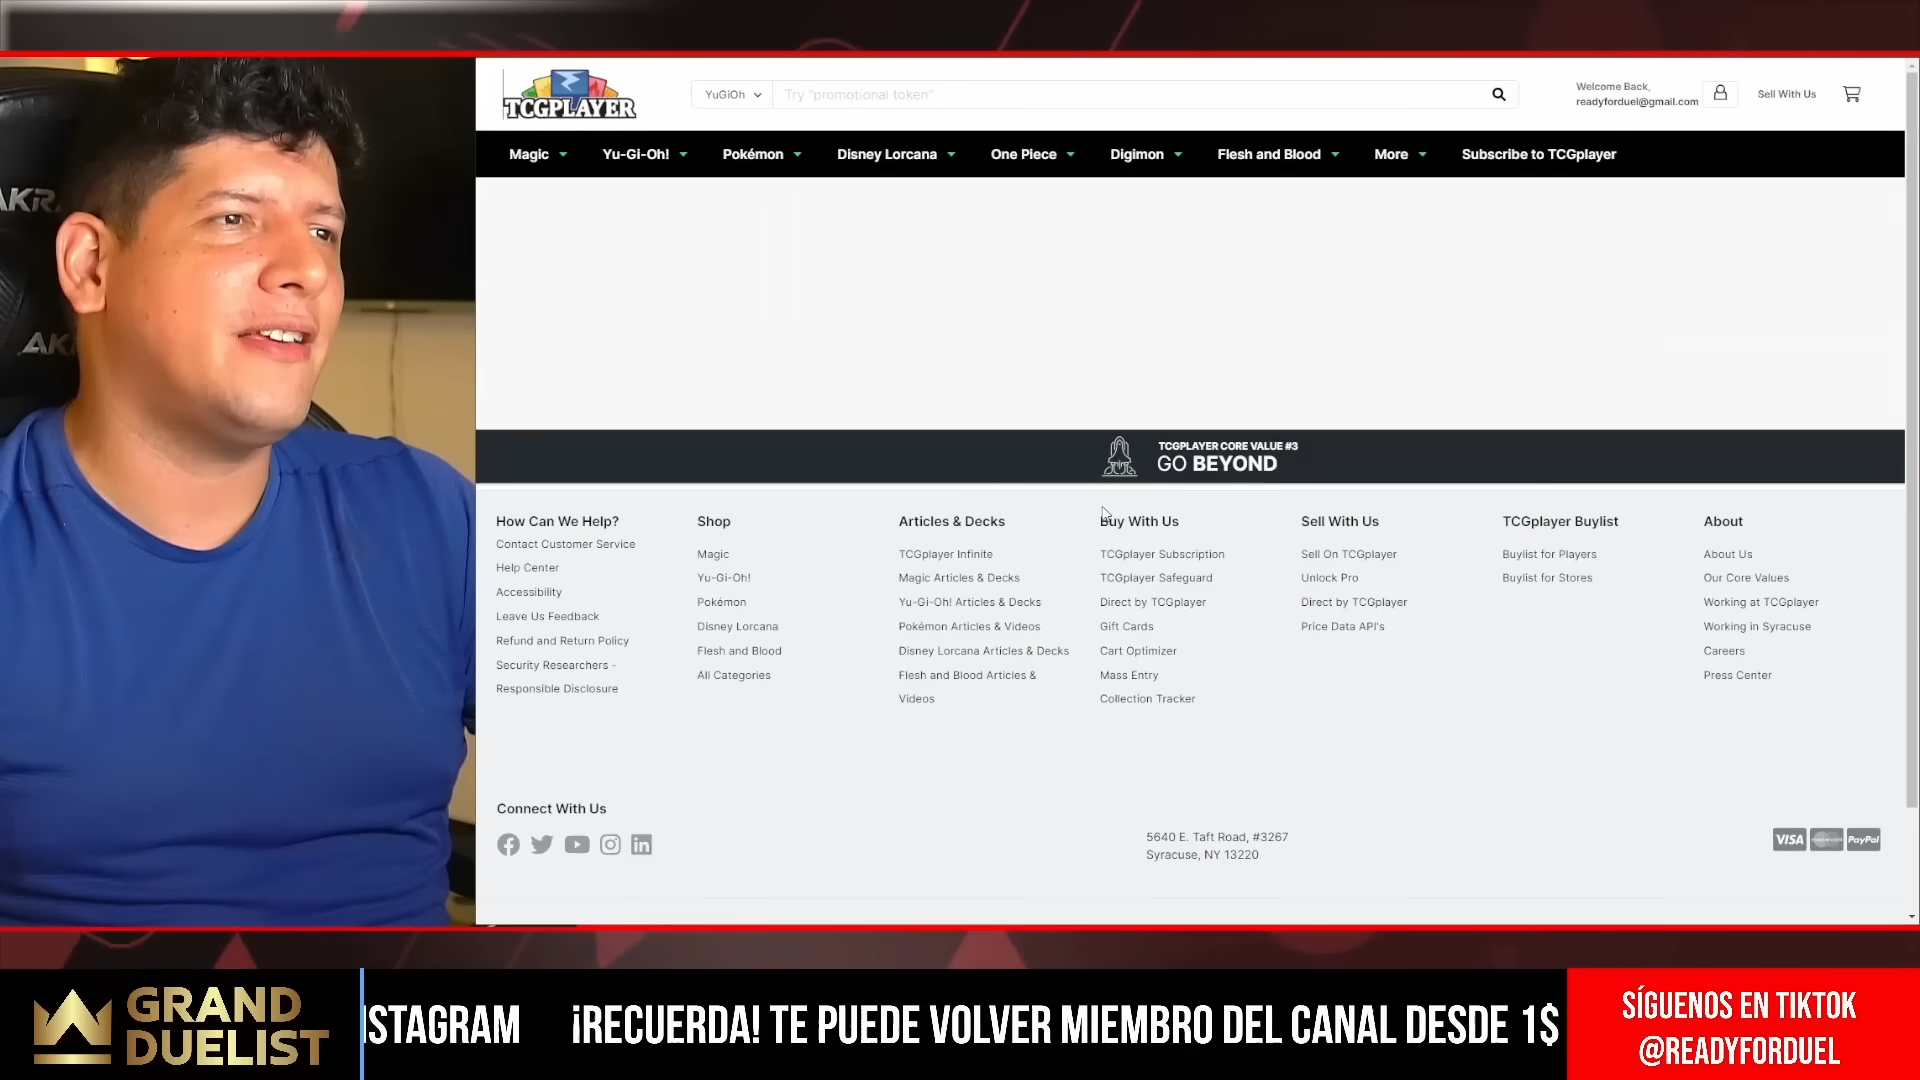 AKR
AK
TCGPLAYER
YuGiOh
Try "promotional token"
Welcome Back,
readyforduel@gmail.com
Sell With Us
Magic
Yu-Gi-Oh!
Pokémon
Disney Lorcana
One Piece
Digimon
Flesh and Blood
More
Subscribe to TCGplayer
TCGPLAYER CORE VALUE #3
GO BEYOND
How Can We Help?
Contact Customer Service
Help Center
Accessibility
Leave Us Feedback
Refund and Return Policy
Security Researchers -
Responsible Disclosure
Shop
Magic
Yu-Gi-Oh!
Pokémon
Disney Lorcana
Flesh and Blood
All Categories
Articles & Decks
TCGplayer Infinite
Magic Articles & Decks
Yu-Gi-Oh! Articles & Decks
Pokémon Articles & Videos
Disney Lorcana Articles & Decks
Flesh and Blood Articles &
Videos
Buy With Us
TCGplayer Subscription
TCGplayer Safeguard
Direct by TCGplayer
Gift Cards
Cart Optimizer
Mass Entry
Collection Tracker
Sell With Us
Sell On TCGplayer
Unlock Pro
Direct by TCGplayer
Price Data API's
TCGplayer Buylist
Buylist for Players
Buylist for Stores
About
About Us
Our Core Values
Working at TCGplayer
Working in Syracuse
Careers
Press Center
Connect With Us
5640 E. Taft Road, #3267
Syracuse, NY 13220
VISA
PayPal
GRAND
DUELIST
STAGRAM ¡RECUERDA! TE PUEDE VOLVER MIEMBRO DEL CANAL DESDE 1$
SÍGUENOS EN TIKTOK
@READYFORDUEL